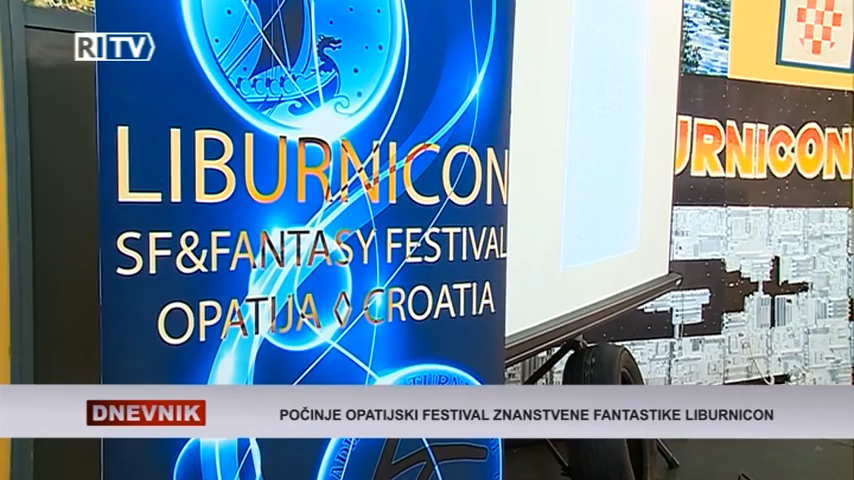 RITV
LIBURNICON
URNICON
SF&FANTASY FESTIVAL
OPATIJA ◊ CROATIA
DNEVNIK
POČINJE OPATIJSKI FESTIVAL ZNANSTVENE FANTASTIKE LIBURNICON